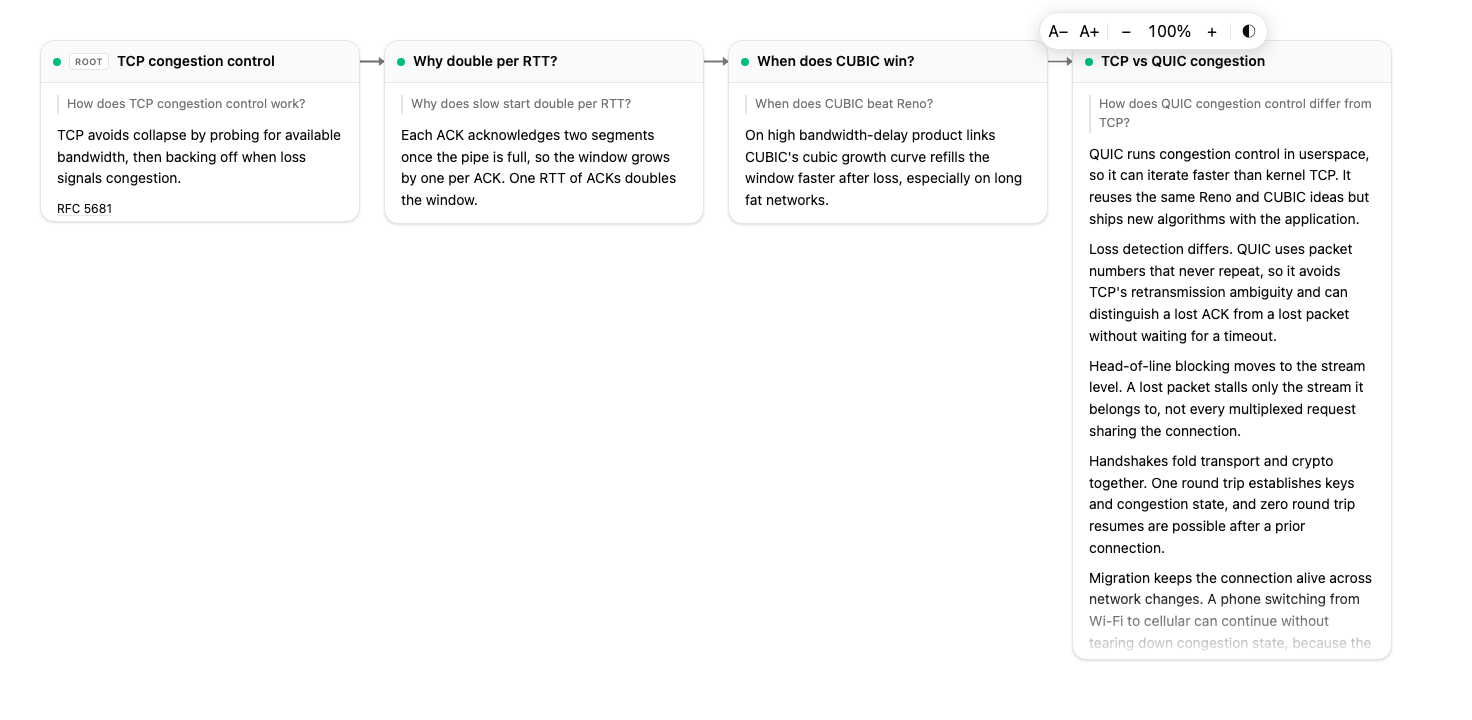 A− A+ − 100% +
ROOT TCP congestion control
How does TCP congestion control work?
TCP avoids collapse by probing for available
bandwidth, then backing off when loss
signals congestion.
RFC 5681
Why double per RTT?
Why does slow start double per RTT?
Each ACK acknowledges two segments
once the pipe is full, so the window grows
by one per ACK. One RTT of ACKs doubles
the window.
When does CUBIC win?
When does CUBIC beat Reno?
On high bandwidth-delay product links
CUBIC's cubic growth curve refills the
window faster after loss, especially on long
fat networks.
TCP vs QUIC congestion
How does QUIC congestion control differ from
TCP?
QUIC runs congestion control in userspace,
so it can iterate faster than kernel TCP. It
reuses the same Reno and CUBIC ideas but
ships new algorithms with the application.
Loss detection differs. QUIC uses packet
numbers that never repeat, so it avoids
TCP's retransmission ambiguity and can
distinguish a lost ACK from a lost packet
without waiting for a timeout.
Head-of-line blocking moves to the stream
level. A lost packet stalls only the stream it
belongs to, not every multiplexed request
sharing the connection.
Handshakes fold transport and crypto
together. One round trip establishes keys
and congestion state, and zero round trip
resumes are possible after a prior
connection.
Migration keeps the connection alive across
network changes. A phone switching from
Wi-Fi to cellular can continue without
tearing down congestion state, because the